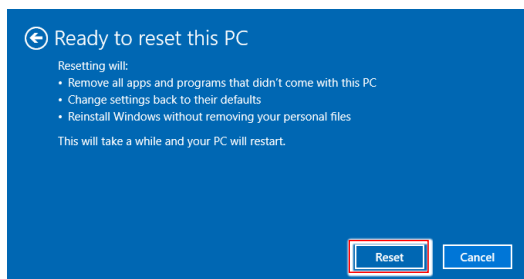 Ready to reset this PC
Resetting will:
• Remove all apps and programs that didn't come with this PC
• Change settings back to their defaults
• Reinstall Windows without removing your personal files
This will take a while and your PC will restart.
Reset Cancel